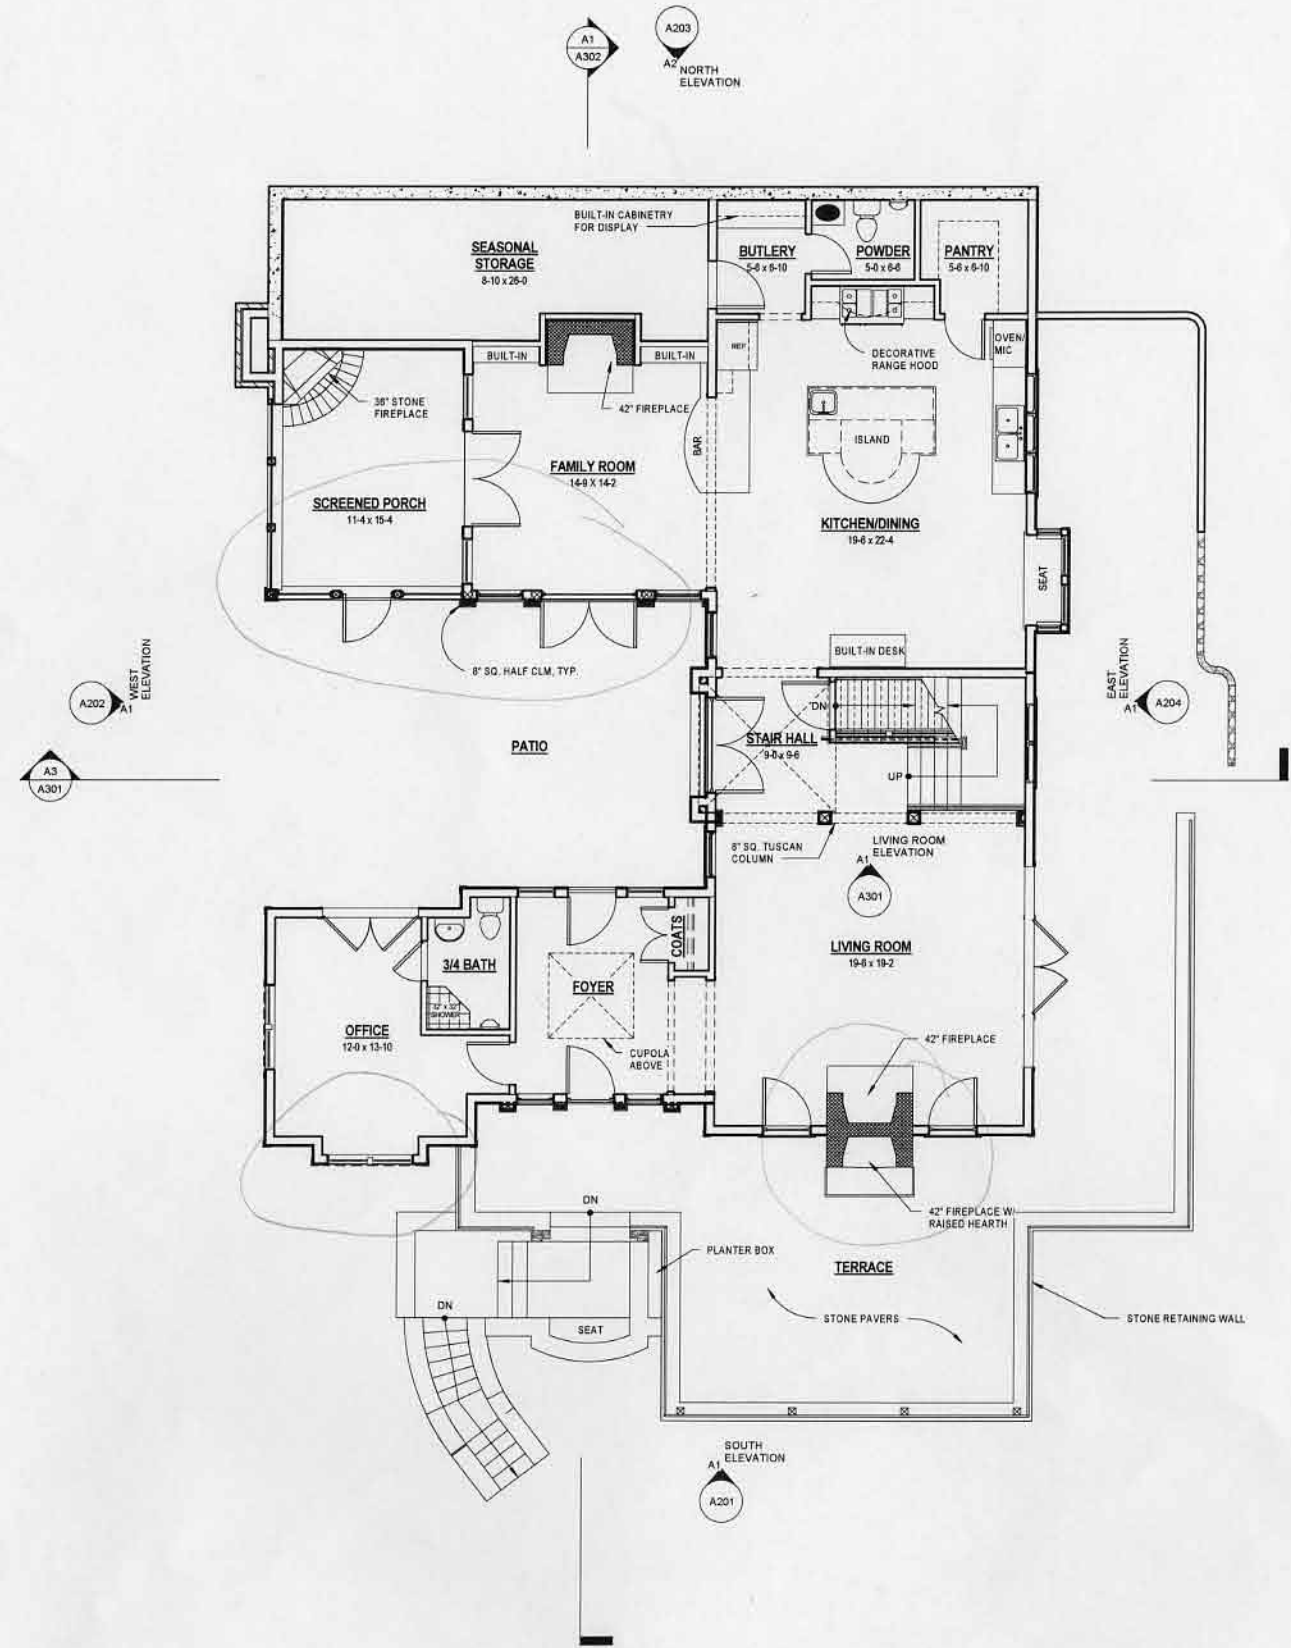 A1
A302
A203
A2
NORTH
ELEVATION
BUILT-IN CABINETRY
FOR DISPLAY
SEASONAL
STORAGE
8-10 x 26-0
BUTLERY
5-6 x 6-10
POWDER
5-0 x 6-6
PANTRY
5-6 x 6-10
BUILT-IN
BUILT-IN
REF
DECORATIVE
RANGE HOOD
OVEN/
MIC
36" STONE
FIREPLACE
42" FIREPLACE
BAR
ISLAND
FAMILY ROOM
14-9 X 14-2
SCREENED PORCH
11-4 x 15-4
KITCHEN/DINING
19-6 x 22-4
SEAT
BUILT-IN DESK
8" SQ. HALF CLM, TYP.
WEST
ELEVATION
A1
A202
EAST
ELEVATION
A1
A204
DN
STAIR HALL
9-0 x 9-6
PATIO
UP
A3
A301
8" SQ. TUSCAN
COLUMN
LIVING ROOM
ELEVATION
A1
A301
COATS
LIVING ROOM
19-6 x 19-2
3/4 BATH
FOYER
32" x 32"
SHOWER
OFFICE
12-0 x 13-10
CUPOLA
ABOVE
42" FIREPLACE
DN
42" FIREPLACE W/
RAISED HEARTH
PLANTER BOX
TERRACE
DN
SEAT
STONE PAVERS
STONE RETAINING WALL
SOUTH
ELEVATION
A1
A201